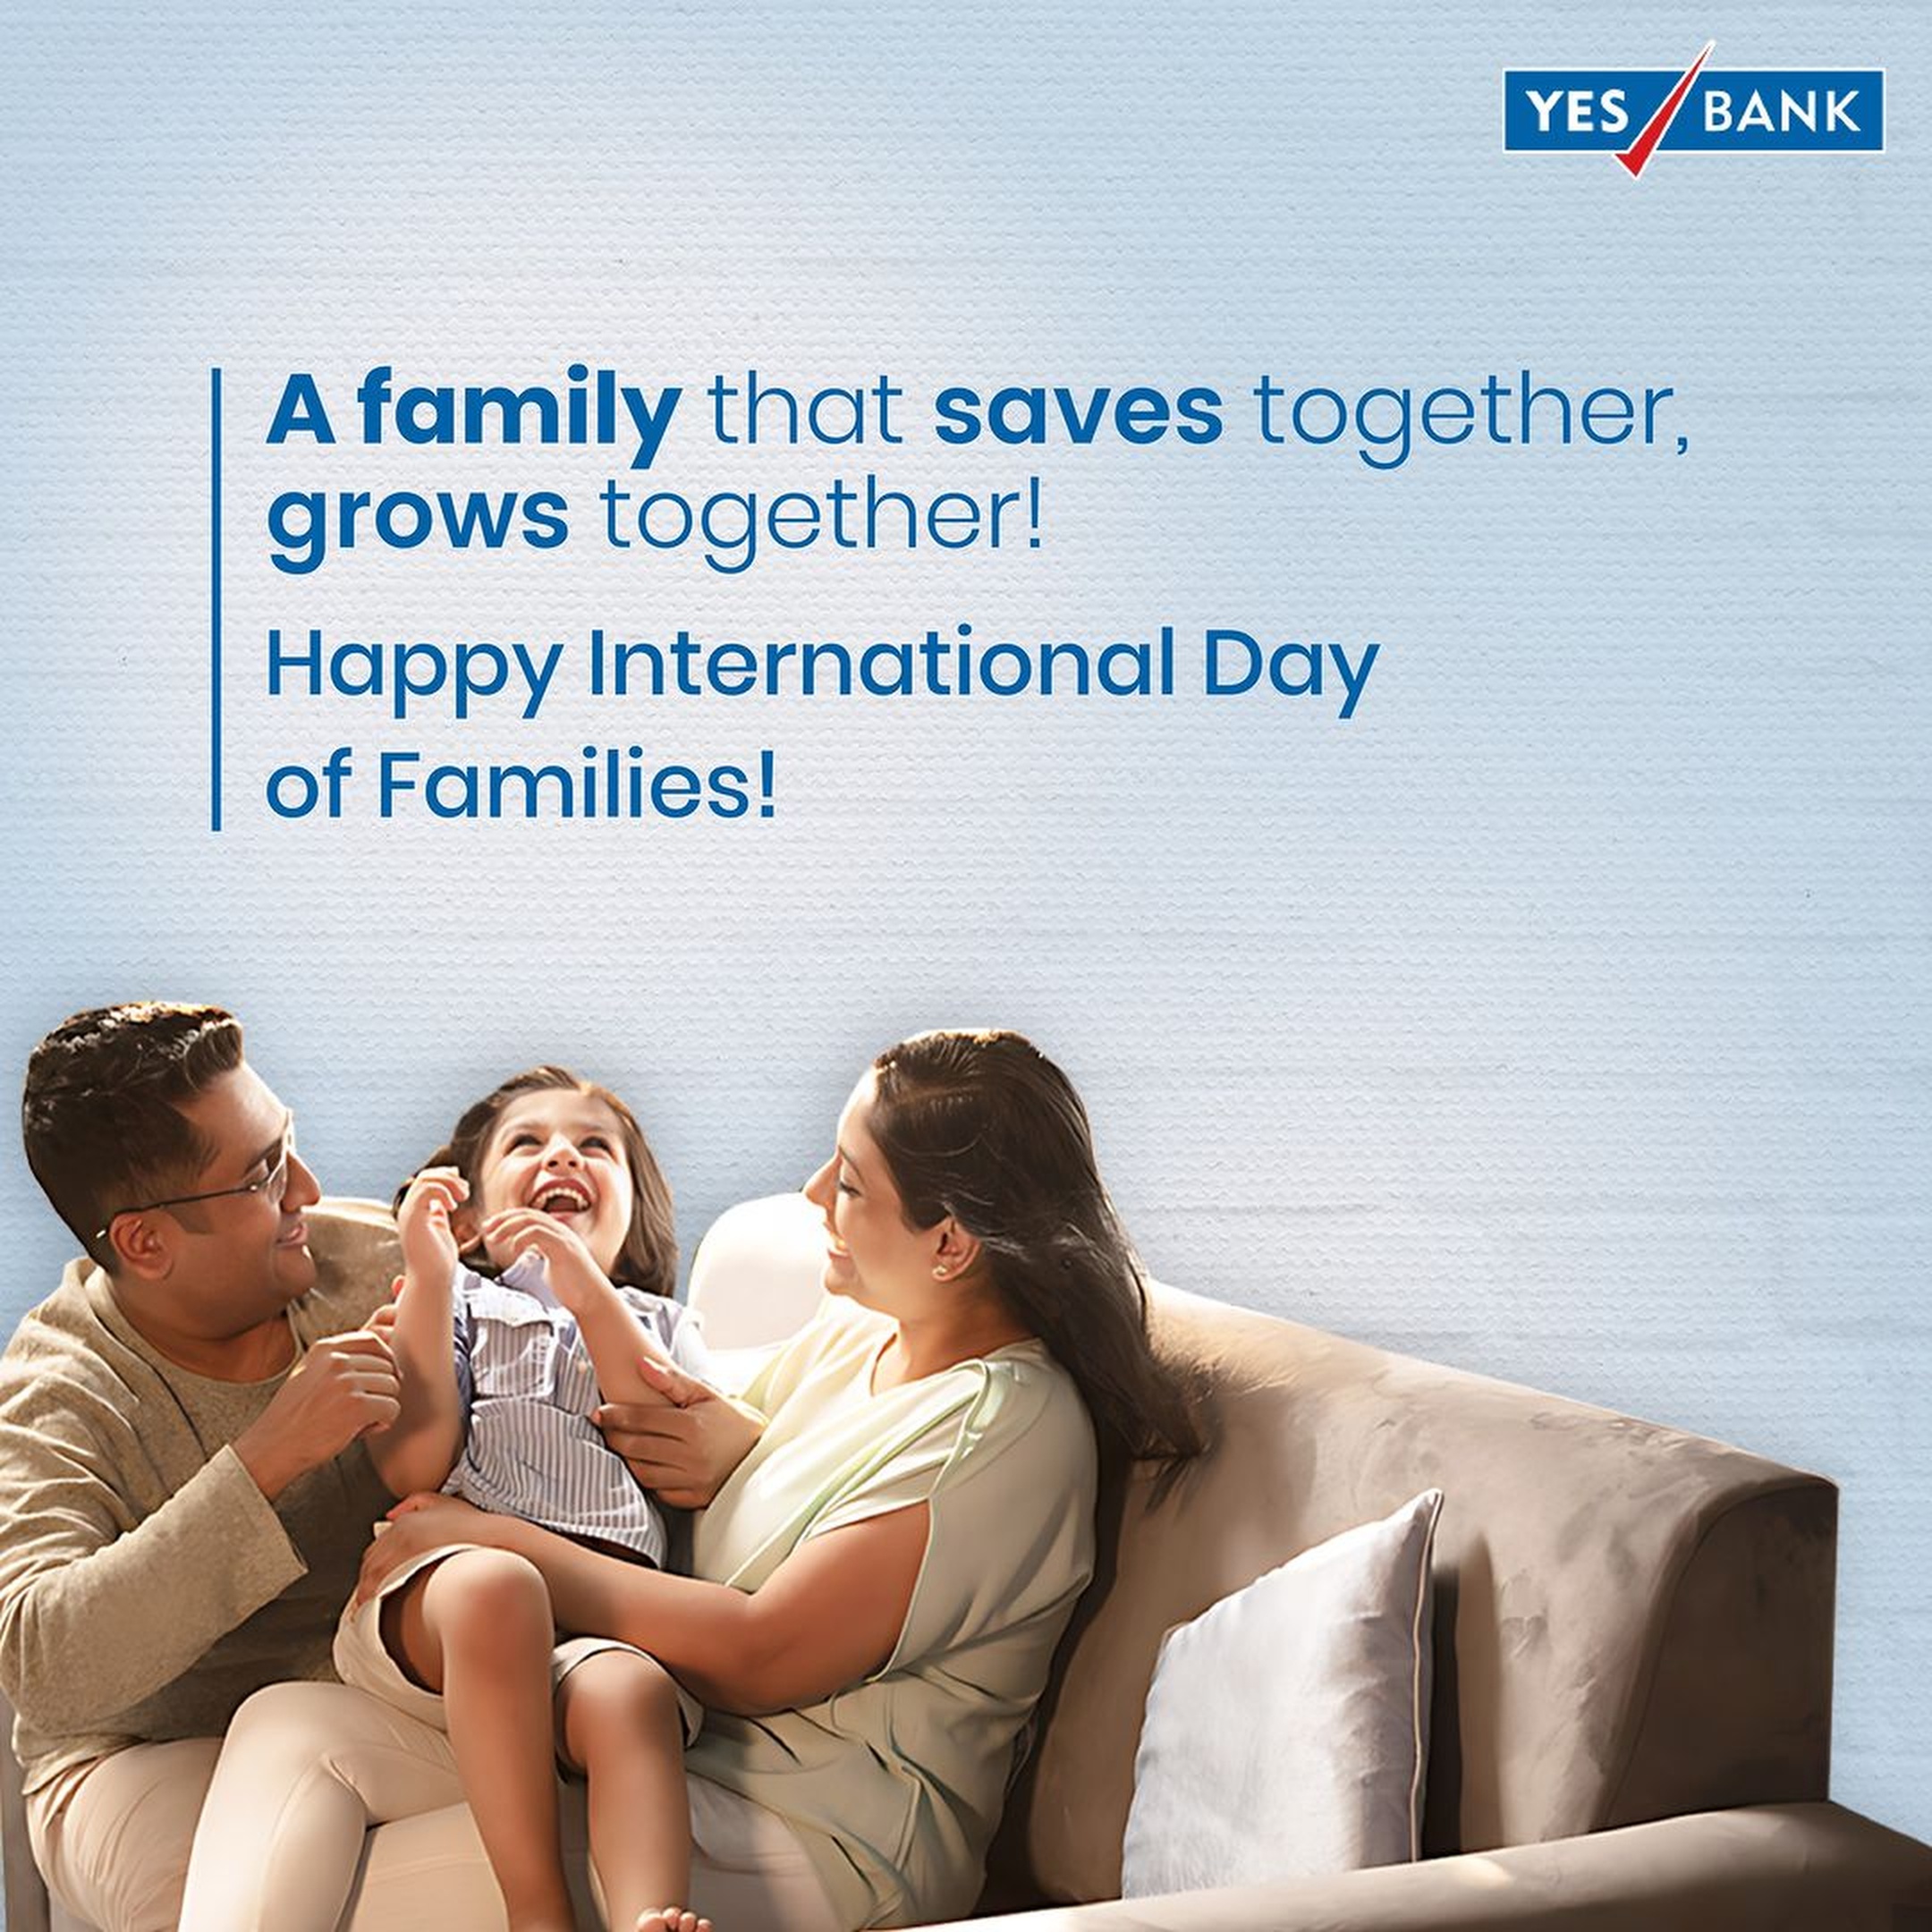 YES BANK
A family that saves together,
grows together!
Happy International Day
of Families!